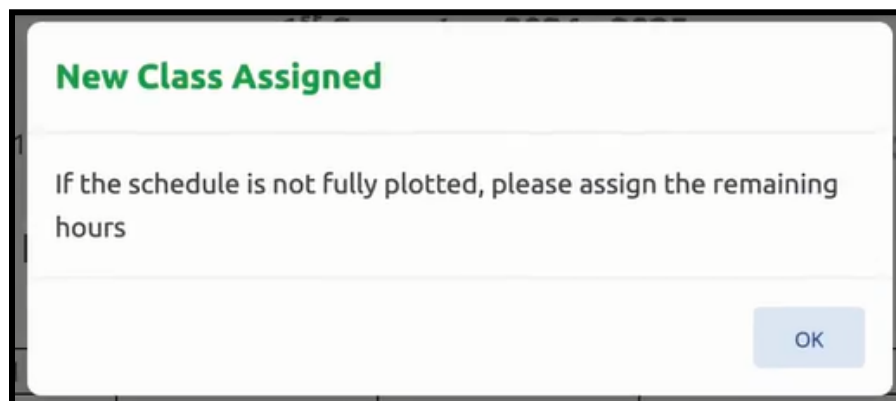 New Class Assigned
If the schedule is not fully plotted, please assign the remaining
hours
OK